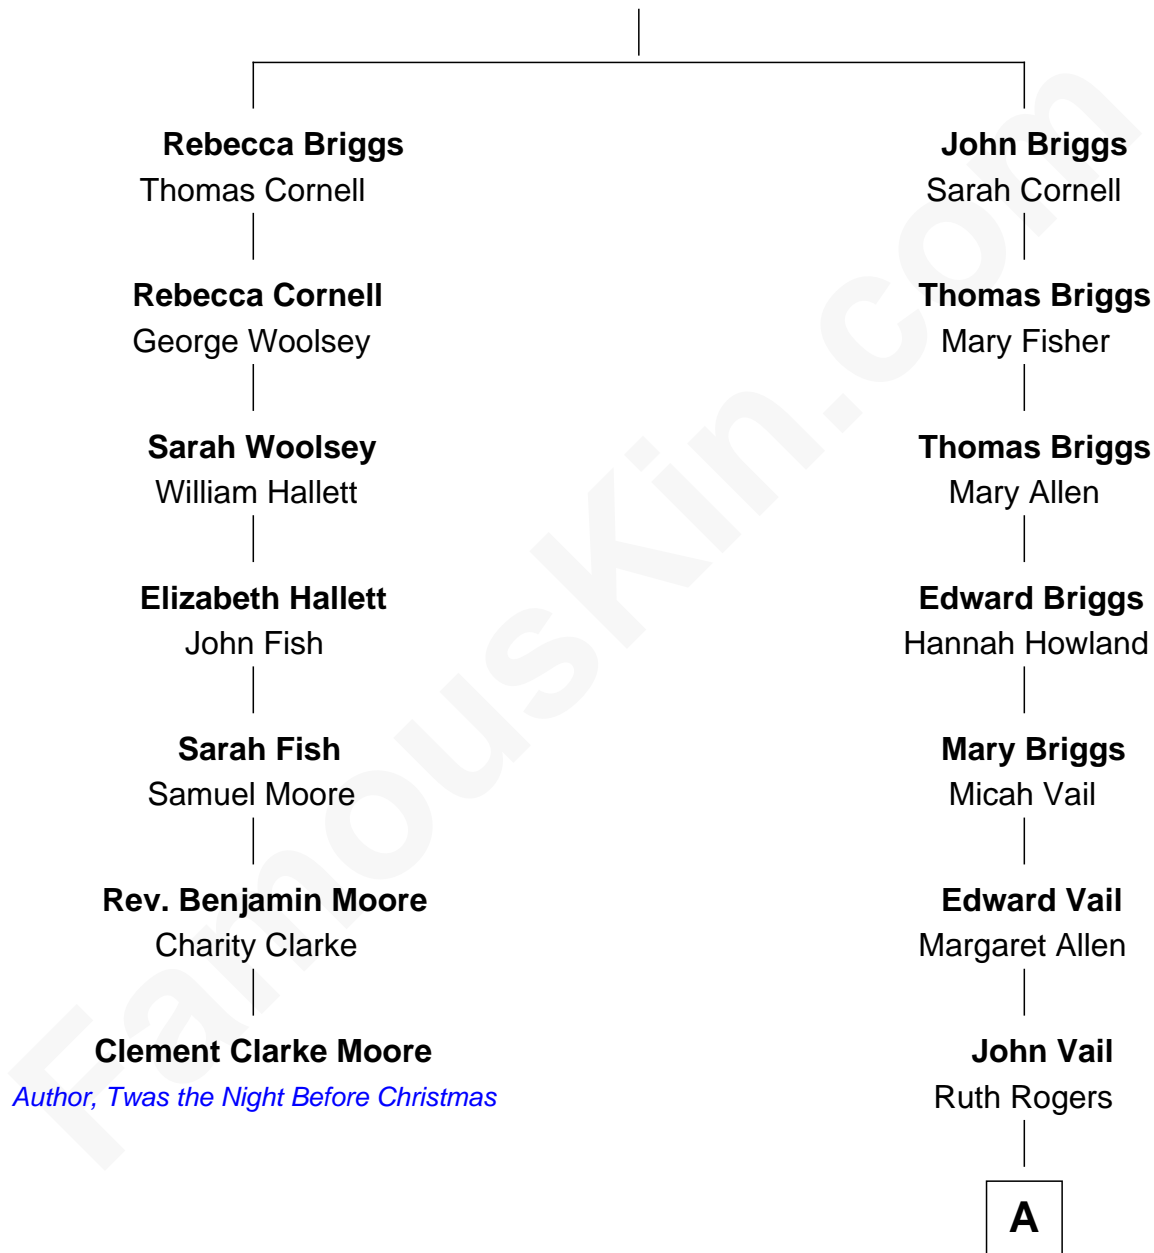 Rebecca Briggs
Thomas Cornell
Rebecca Cornell
George Woolsey
Sarah Woolsey
William Hallett
Elizabeth Hallett
John Fish
Sarah Fish
Samuel Moore
Rev. Benjamin Moore
Charity Clarke
Clement Clarke Moore
Author, Twas the Night Before Christmas
John Briggs
Sarah Cornell
Thomas Briggs
Mary Fisher
Thomas Briggs
Mary Allen
Edward Briggs
Hannah Howland
Mary Briggs
Micah Vail
Edward Vail
Margaret Allen
John Vail
Ruth Rogers
A
FamousKin.com